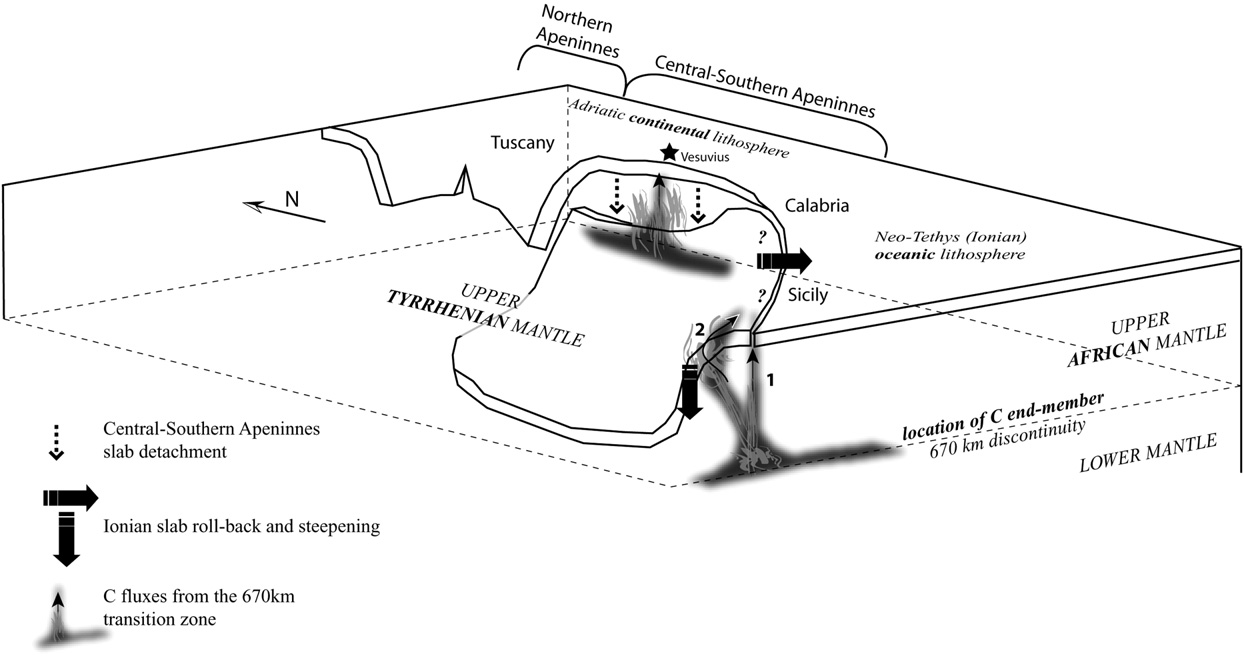 Northern
Apeninnes
Central-Southern Apeninnes
Adriatic continental lithosphere
Tuscany
Vesuvius
N
Calabria
?
Neo-Tethys (Ionian)
oceanic lithosphere
UPPER
TYRRHENIAN MANTLE
?
Sicily
2
UPPER
AFRICAN MANTLE
1
location of C end-member
670 km discontinuity
LOWER MANTLE
Central-Southern Apeninnes
slab detachment
Ionian slab roll-back and steepening
C fluxes from the 670km
transition zone